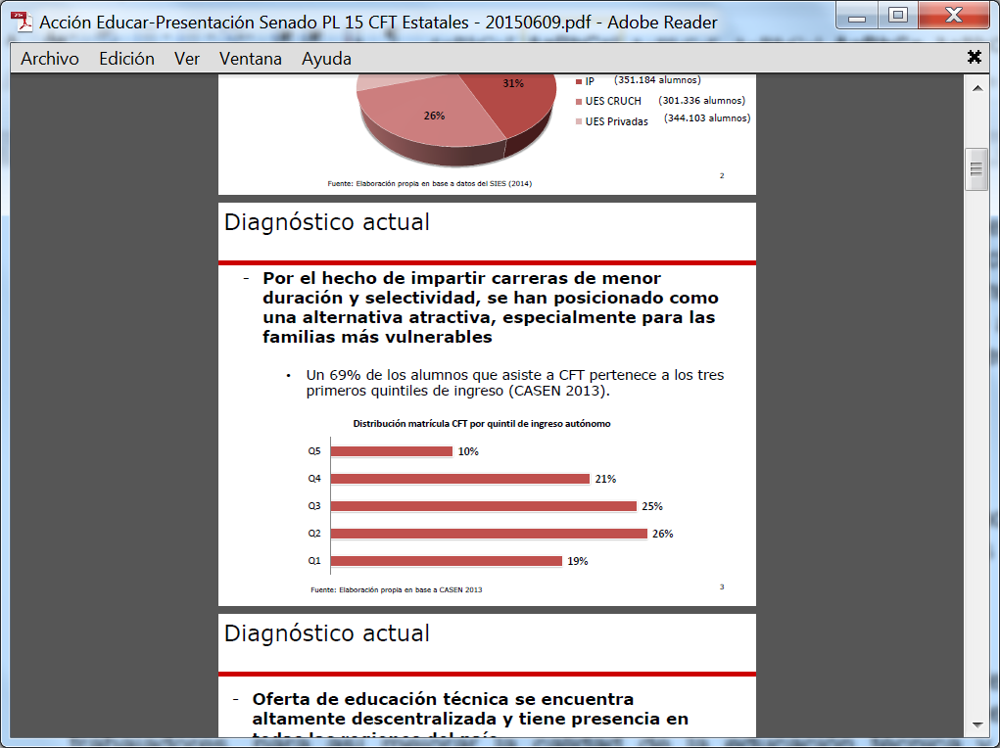 Acción Educar-Presentación Senado PL 15 CFT Estatales - 20150609.pdf - Adobe Reader
Archivo Edición Ver Ventana Ayuda
31%
26%
IP (351.184 alumnos)
UES CRUCH (301.336 alumnos)
UES Privadas (344.103 alumnos)
Fuente: Elaboración propia en base a datos del SIES (2014)
2
Diagnóstico actual
- Por el hecho de impartir carreras de menor
duración y selectividad, se han posicionado como
una alternativa atractiva, especialmente para las
familias más vulnerables
• Un 69% de los alumnos que asiste a CFT pertenece a los tres
primeros quintiles de ingreso (CASEN 2013).
Distribución matrícula CFT por quintil de ingreso autónomo
Q5 10%
Q4 21%
Q3 25%
Q2 26%
Q1 19%
Fuente: Elaboración propia en base a CASEN 2013
3
Diagnóstico actual
- Oferta de educación técnica se encuentra
altamente descentralizada y tiene presencia en
todas las regiones del país